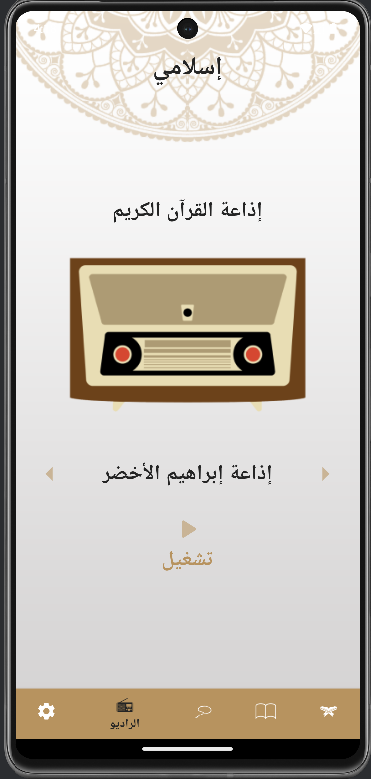 إسلامي
إذاعة القرآن الكريم
إذاعة إبراهيم الأخضر
تشغيل
الراديو